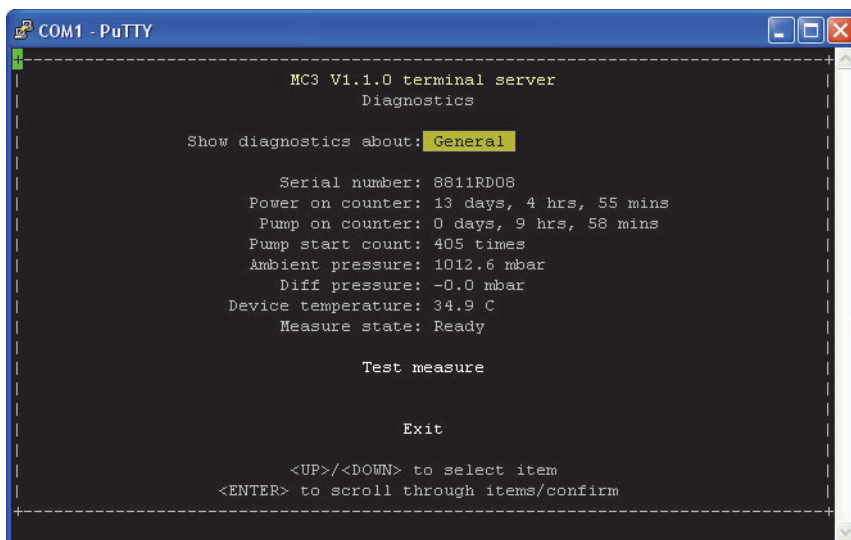 COM1 - PuTTY
MC3 V1.1.0 terminal server
Diagnostics
Show diagnostics about: General
Serial number: 8811RD08
Power on counter: 13 days, 4 hrs, 55 mins
Pump on counter: 0 days, 9 hrs, 58 mins
Pump start count: 405 times
Ambient pressure: 1012.6 mbar
Diff pressure: -0.0 mbar
Device temperature: 34.9 C
Measure state: Ready
Test measure
Exit
<UP>/<DOWN> to select item
<ENTER> to scroll through items/confirm